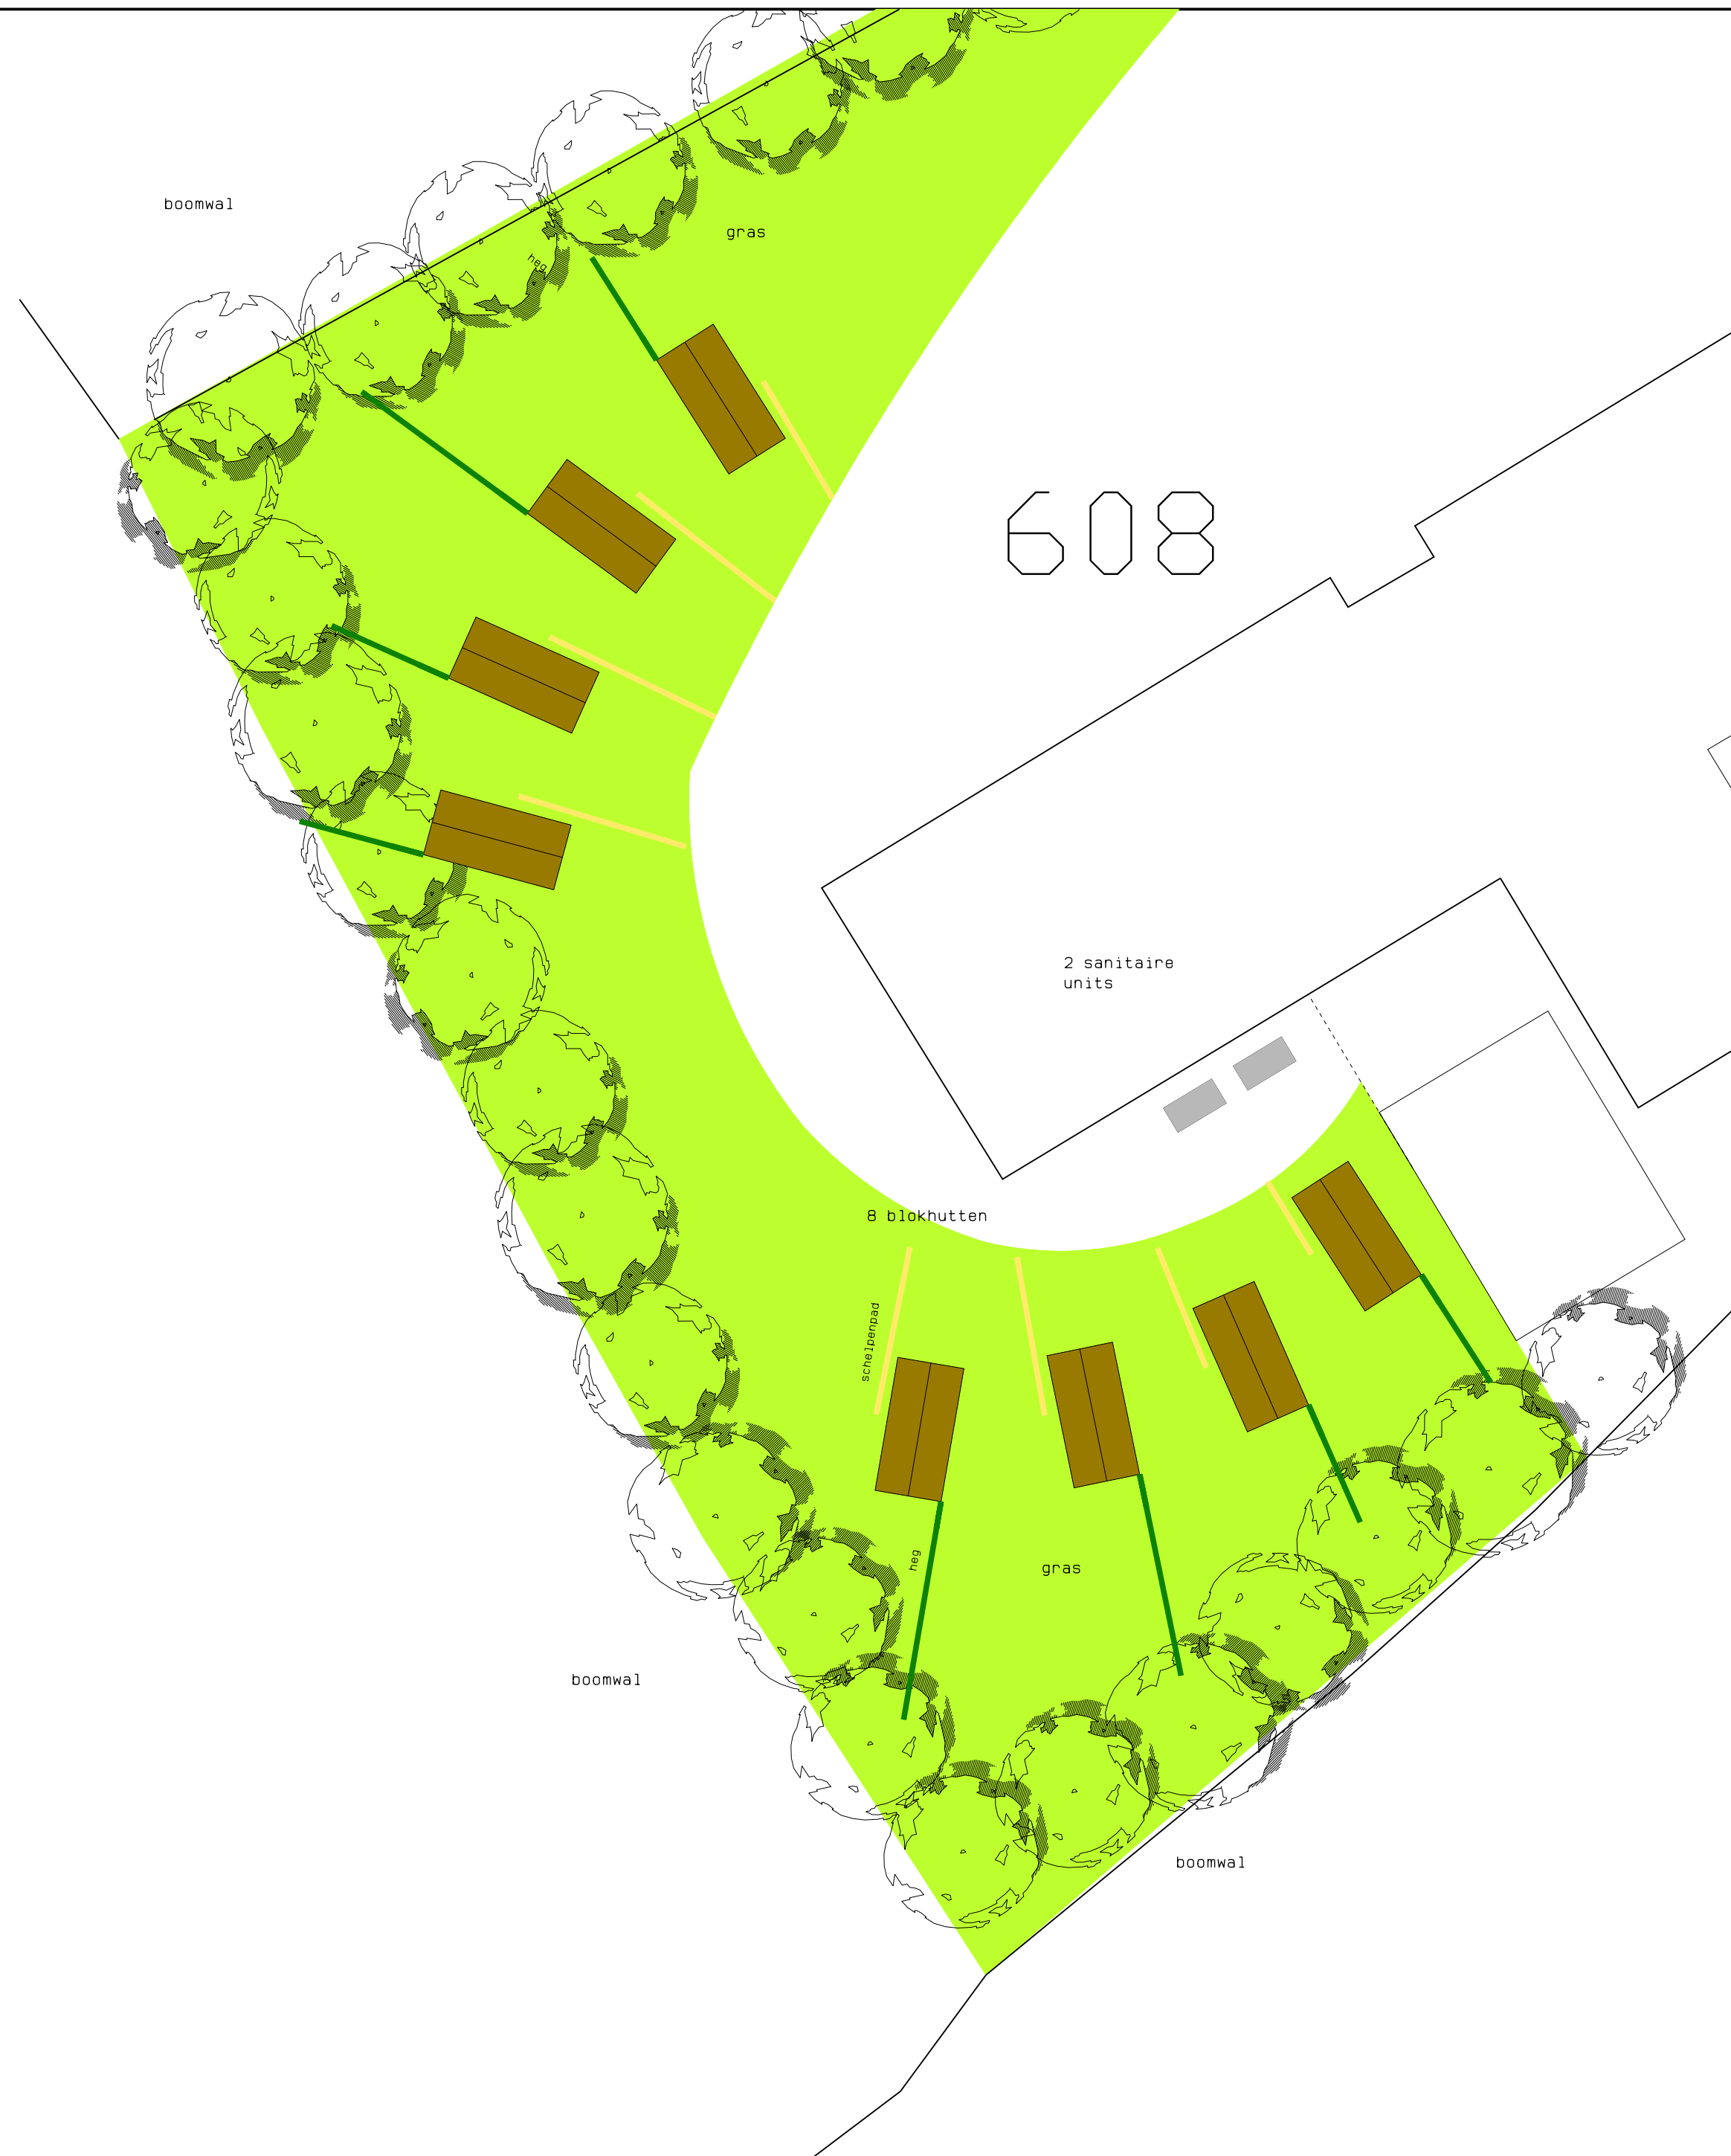 boomwal
gras
heg
608
2 sanitaire
units
8 blokhutten
schelpenpad
heg
gras
boomwal
boomwal